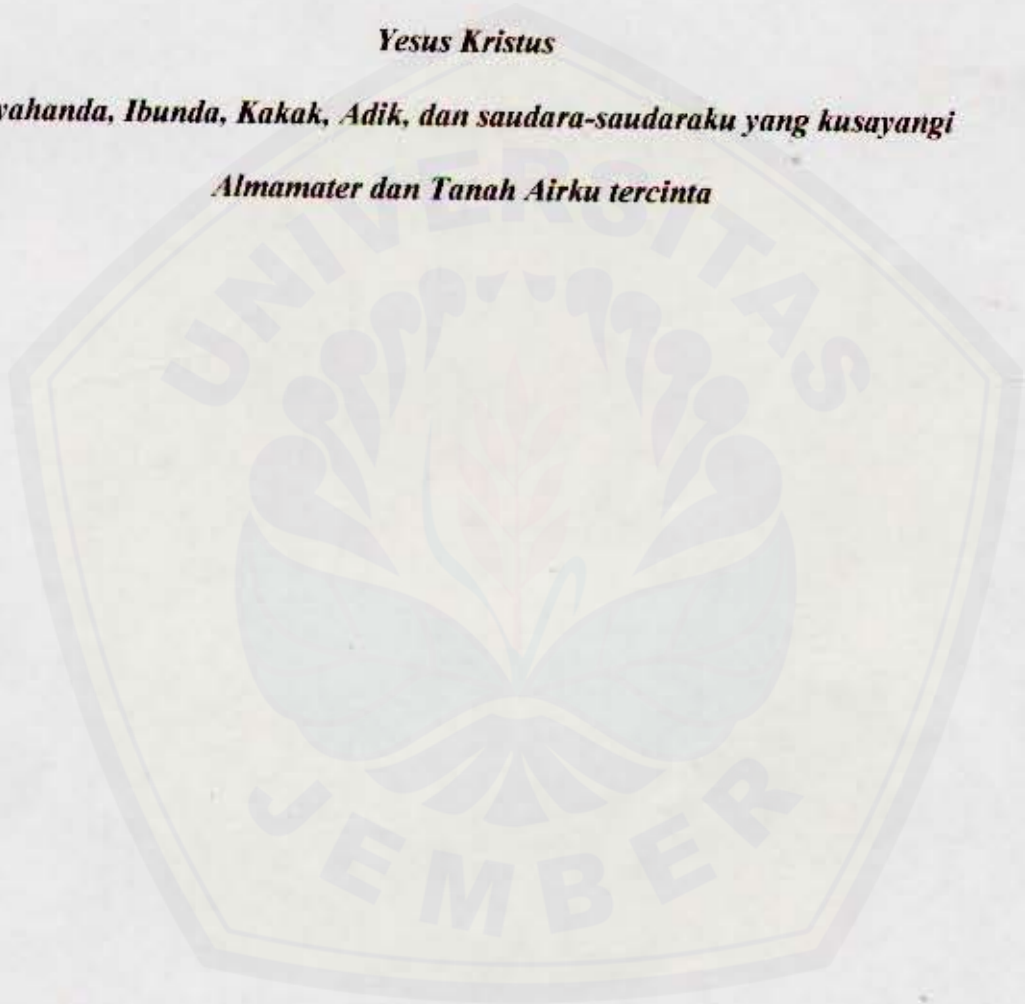 Yesus Kristus
yahanda, Ibunda, Kakak, Adik, dan saudara-saudaraku yang kusayangi
Almamater dan Tanah Airku tercinta
UNIVERSITAS
JEMBER